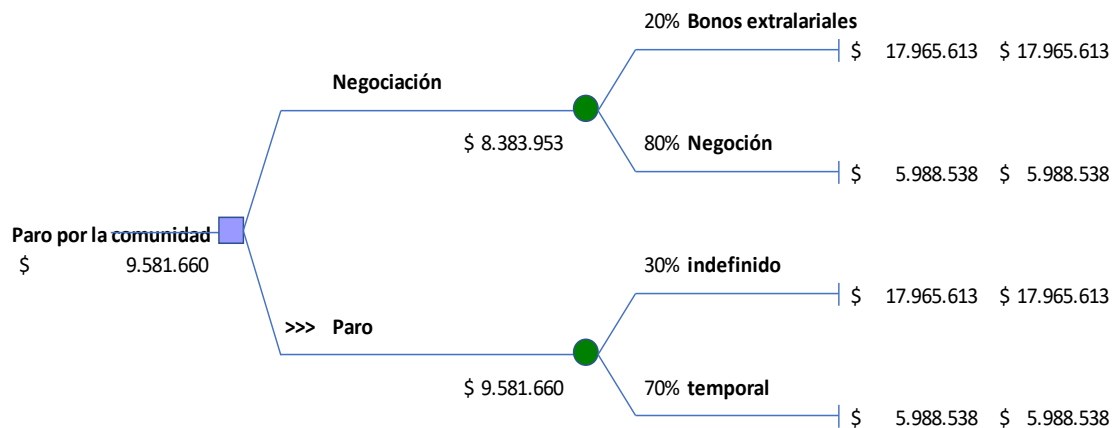 20% Bonos extralariales
$ 17.965.613 $ 17.965.613
Negociación
$ 8.383.953
80% Negoción
$ 5.988.538 $ 5.988.538
Paro por la comunidad
$ 9.581.660
30% indefinido
$ 17.965.613 $ 17.965.613
>>> Paro
$ 9.581.660
70% temporal
$ 5.988.538 $ 5.988.538